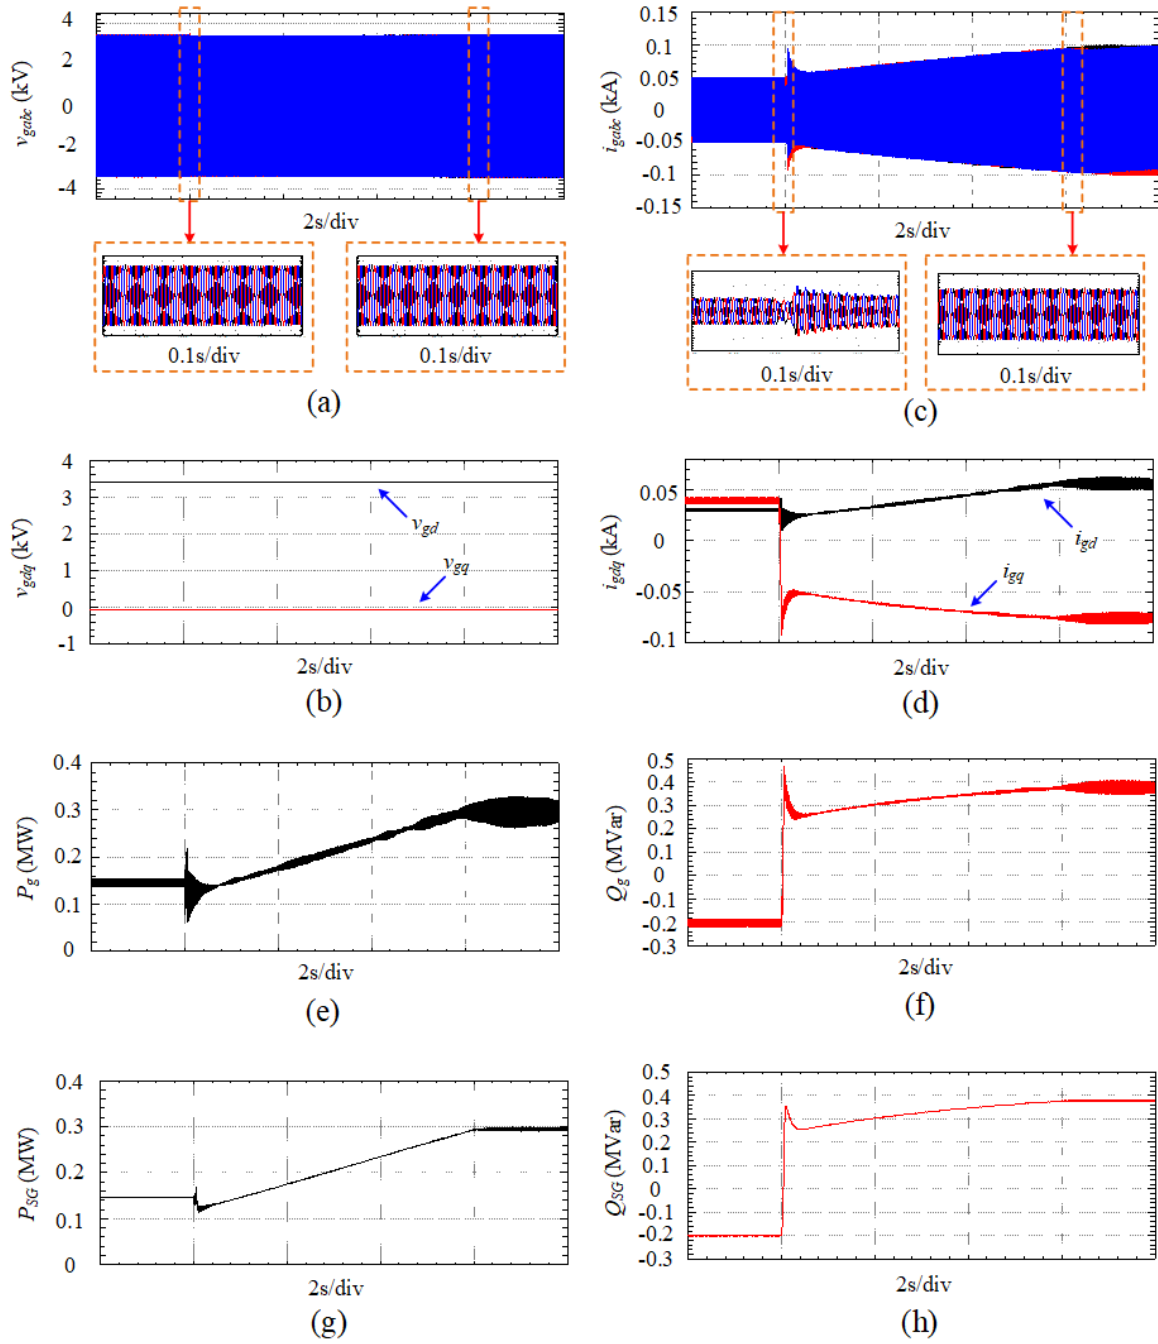 4
2
0
-2
-4
v_gabc (kV)
2s/div
0.1s/div
0.1s/div
(a)
0.15
0.1
0.05
0
-0.05
-0.1
-0.15
i_gabc (kA)
2s/div
0.1s/div
0.1s/div
(c)
4
3
2
1
0
-1
v_gdq (kV)
v_gd
v_gq
2s/div
(b)
0.05
0
-0.05
-0.1
i_gdq (kA)
i_gd
i_gq
2s/div
(d)
0.4
0.3
0.2
0.1
0
P_g (MW)
2s/div
(e)
0.5
0.4
0.3
0.2
0.1
0
-0.1
-0.2
-0.3
Q_g (MVar)
2s/div
(f)
0.4
0.3
0.2
0.1
0
P_SG (MW)
2s/div
(g)
0.5
0.4
0.3
0.2
0.1
0
-0.1
-0.2
-0.3
Q_SG (MVar)
2s/div
(h)